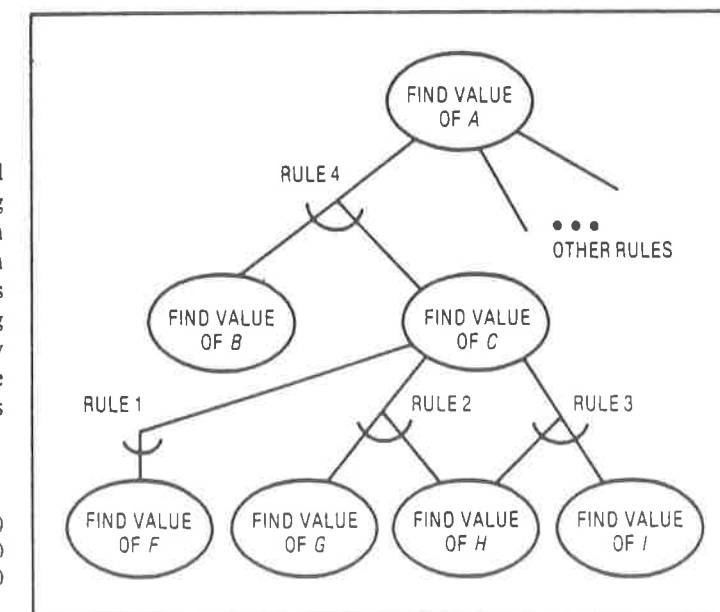 FIND VALUE
OF A
RULE 4
OTHER RULES
FIND VALUE
OF B
FIND VALUE
OF C
RULE 1
RULE 2
RULE 3
FIND VALUE
OF F
FIND VALUE
OF G
FIND VALUE
OF H
FIND VALUE
OF I